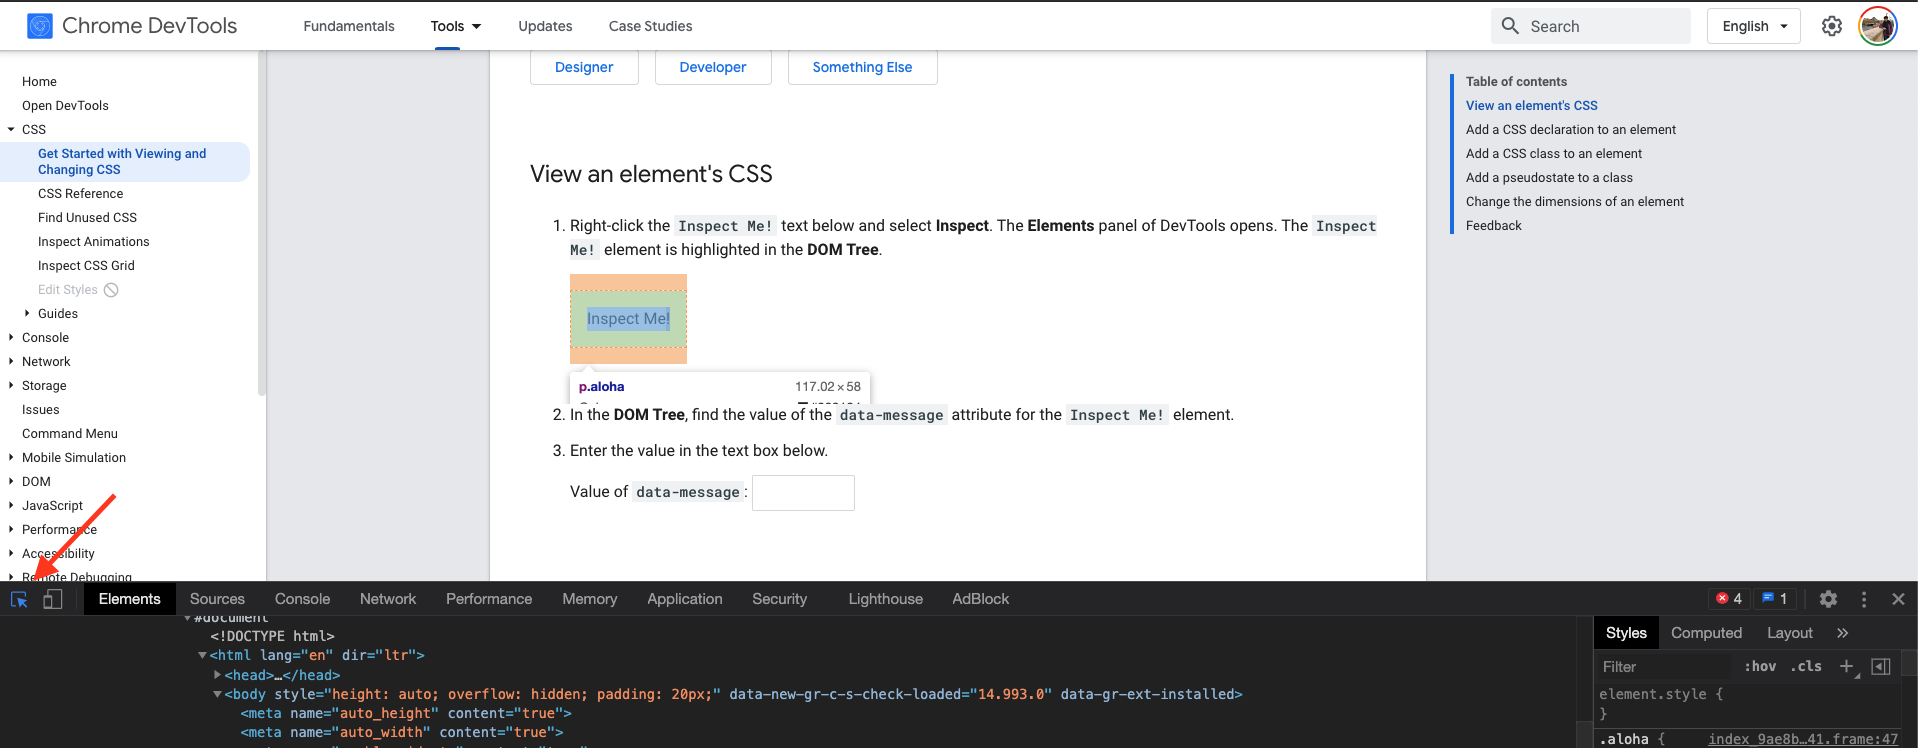 Chrome DevTools Fundamentals Tools Updates Case Studies Search English
Home
Open DevTools
CSS
Get Started with Viewing and
Changing CSS
CSS Reference
Find Unused CSS
Inspect Animations
Inspect CSS Grid
Edit Styles
Guides
Console
Network
Storage
Issues
Command Menu
Mobile Simulation
DOM
JavaScript
Performance
Accessibility
Remote Debugging
Designer Developer Something Else
View an element's CSS
1. Right-click the Inspect Me! text below and select Inspect. The Elements panel of DevTools opens. The Inspect
Me! element is highlighted in the DOM Tree.
Inspect Me!
p.aloha 117.02 × 58
2. In the DOM Tree, find the value of the data-message attribute for the Inspect Me! element.
3. Enter the value in the text box below.
Value of data-message:
Table of contents
View an element's CSS
Add a CSS declaration to an element
Add a CSS class to an element
Add a pseudostate to a class
Change the dimensions of an element
Feedback
Elements Sources Console Network Performance Memory Application Security Lighthouse AdBlock 4 1
#document
<!DOCTYPE html>
<html lang="en" dir="ltr">
<head>…</head>
<body style="height: auto; overflow: hidden; padding: 20px;" data-new-gr-c-s-check-loaded="14.993.0" data-gr-ext-installed>
<meta name="auto_height" content="true">
<meta name="auto_width" content="true">
Styles Computed Layout »
Filter :hov .cls +
element.style {
}
.aloha { index_9ae8b…41.frame:47